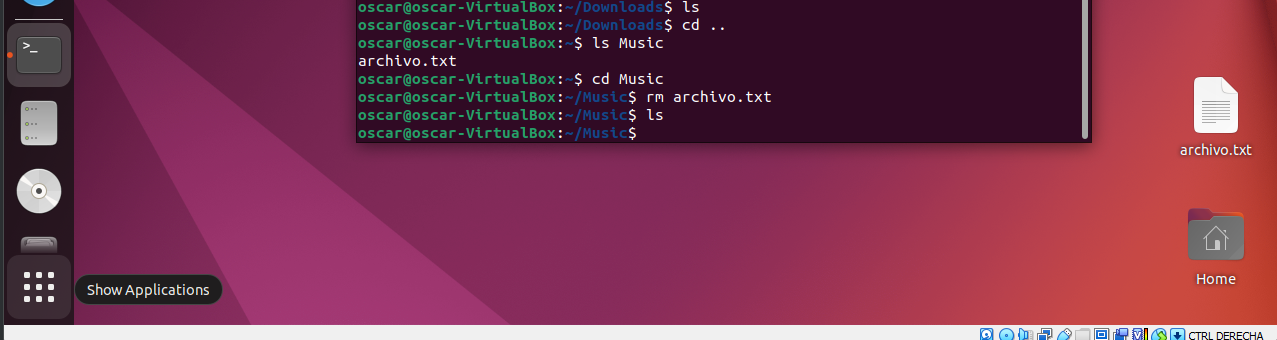 oscar@oscar-VirtualBox:~/Downloads$ ls
oscar@oscar-VirtualBox:~/Downloads$ cd ..
oscar@oscar-VirtualBox:~$ ls Music
archivo.txt
oscar@oscar-VirtualBox:~$ cd Music
oscar@oscar-VirtualBox:~/Music$ rm archivo.txt
oscar@oscar-VirtualBox:~/Music$ ls
oscar@oscar-VirtualBox:~/Music$
archivo.txt
Home
Show Applications
CTRL DERECHA